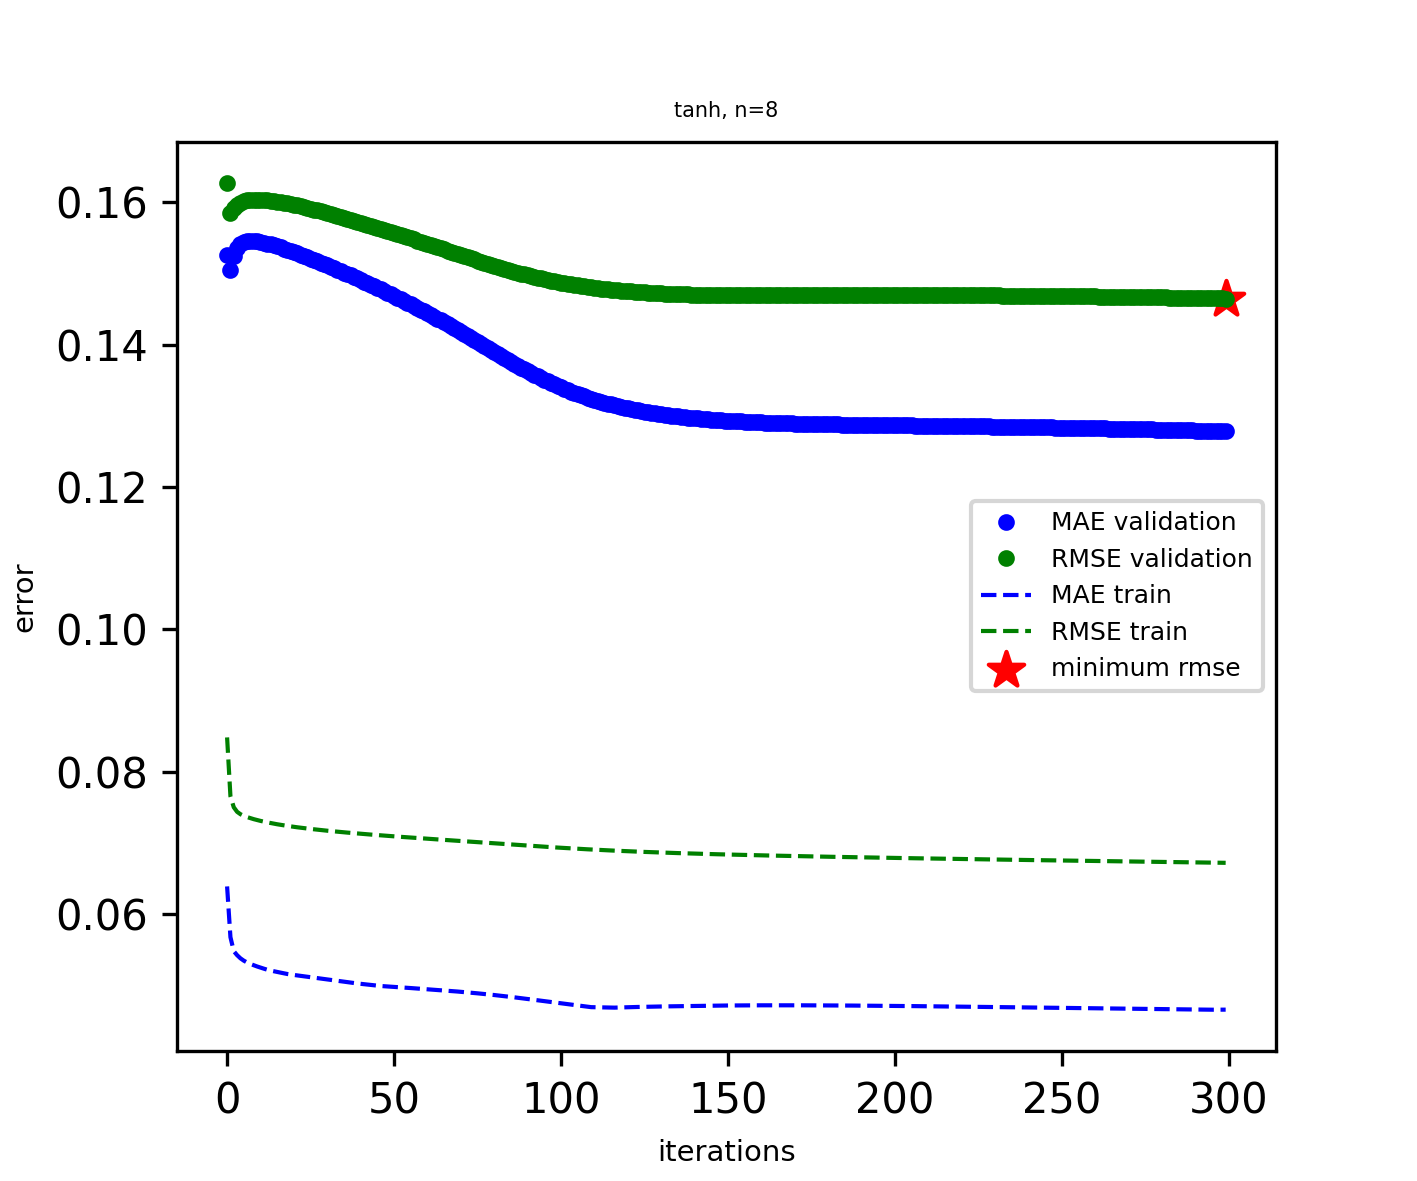 tanh, n=8
0.16
0.14
0.12
0.10
0.08
0.06
error
MAE validation
RMSE validation
MAE train
RMSE train
minimum rmse
0 50 100 150 200 250 300
iterations